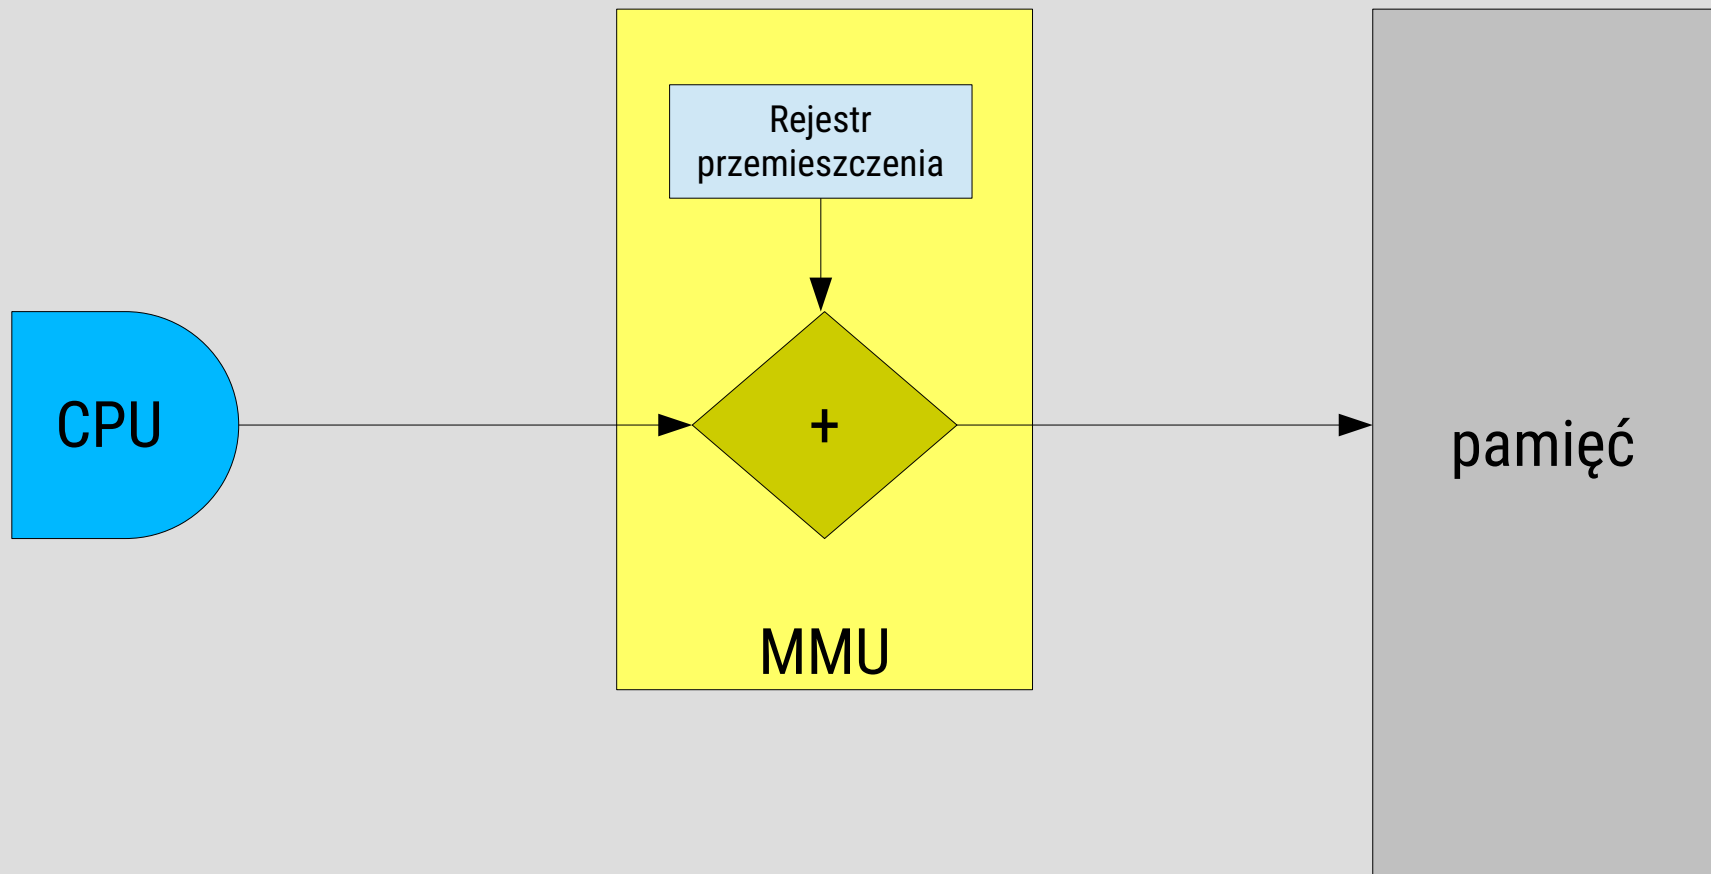 Rejestr
przemieszczenia
CPU
+
pamięć
MMU